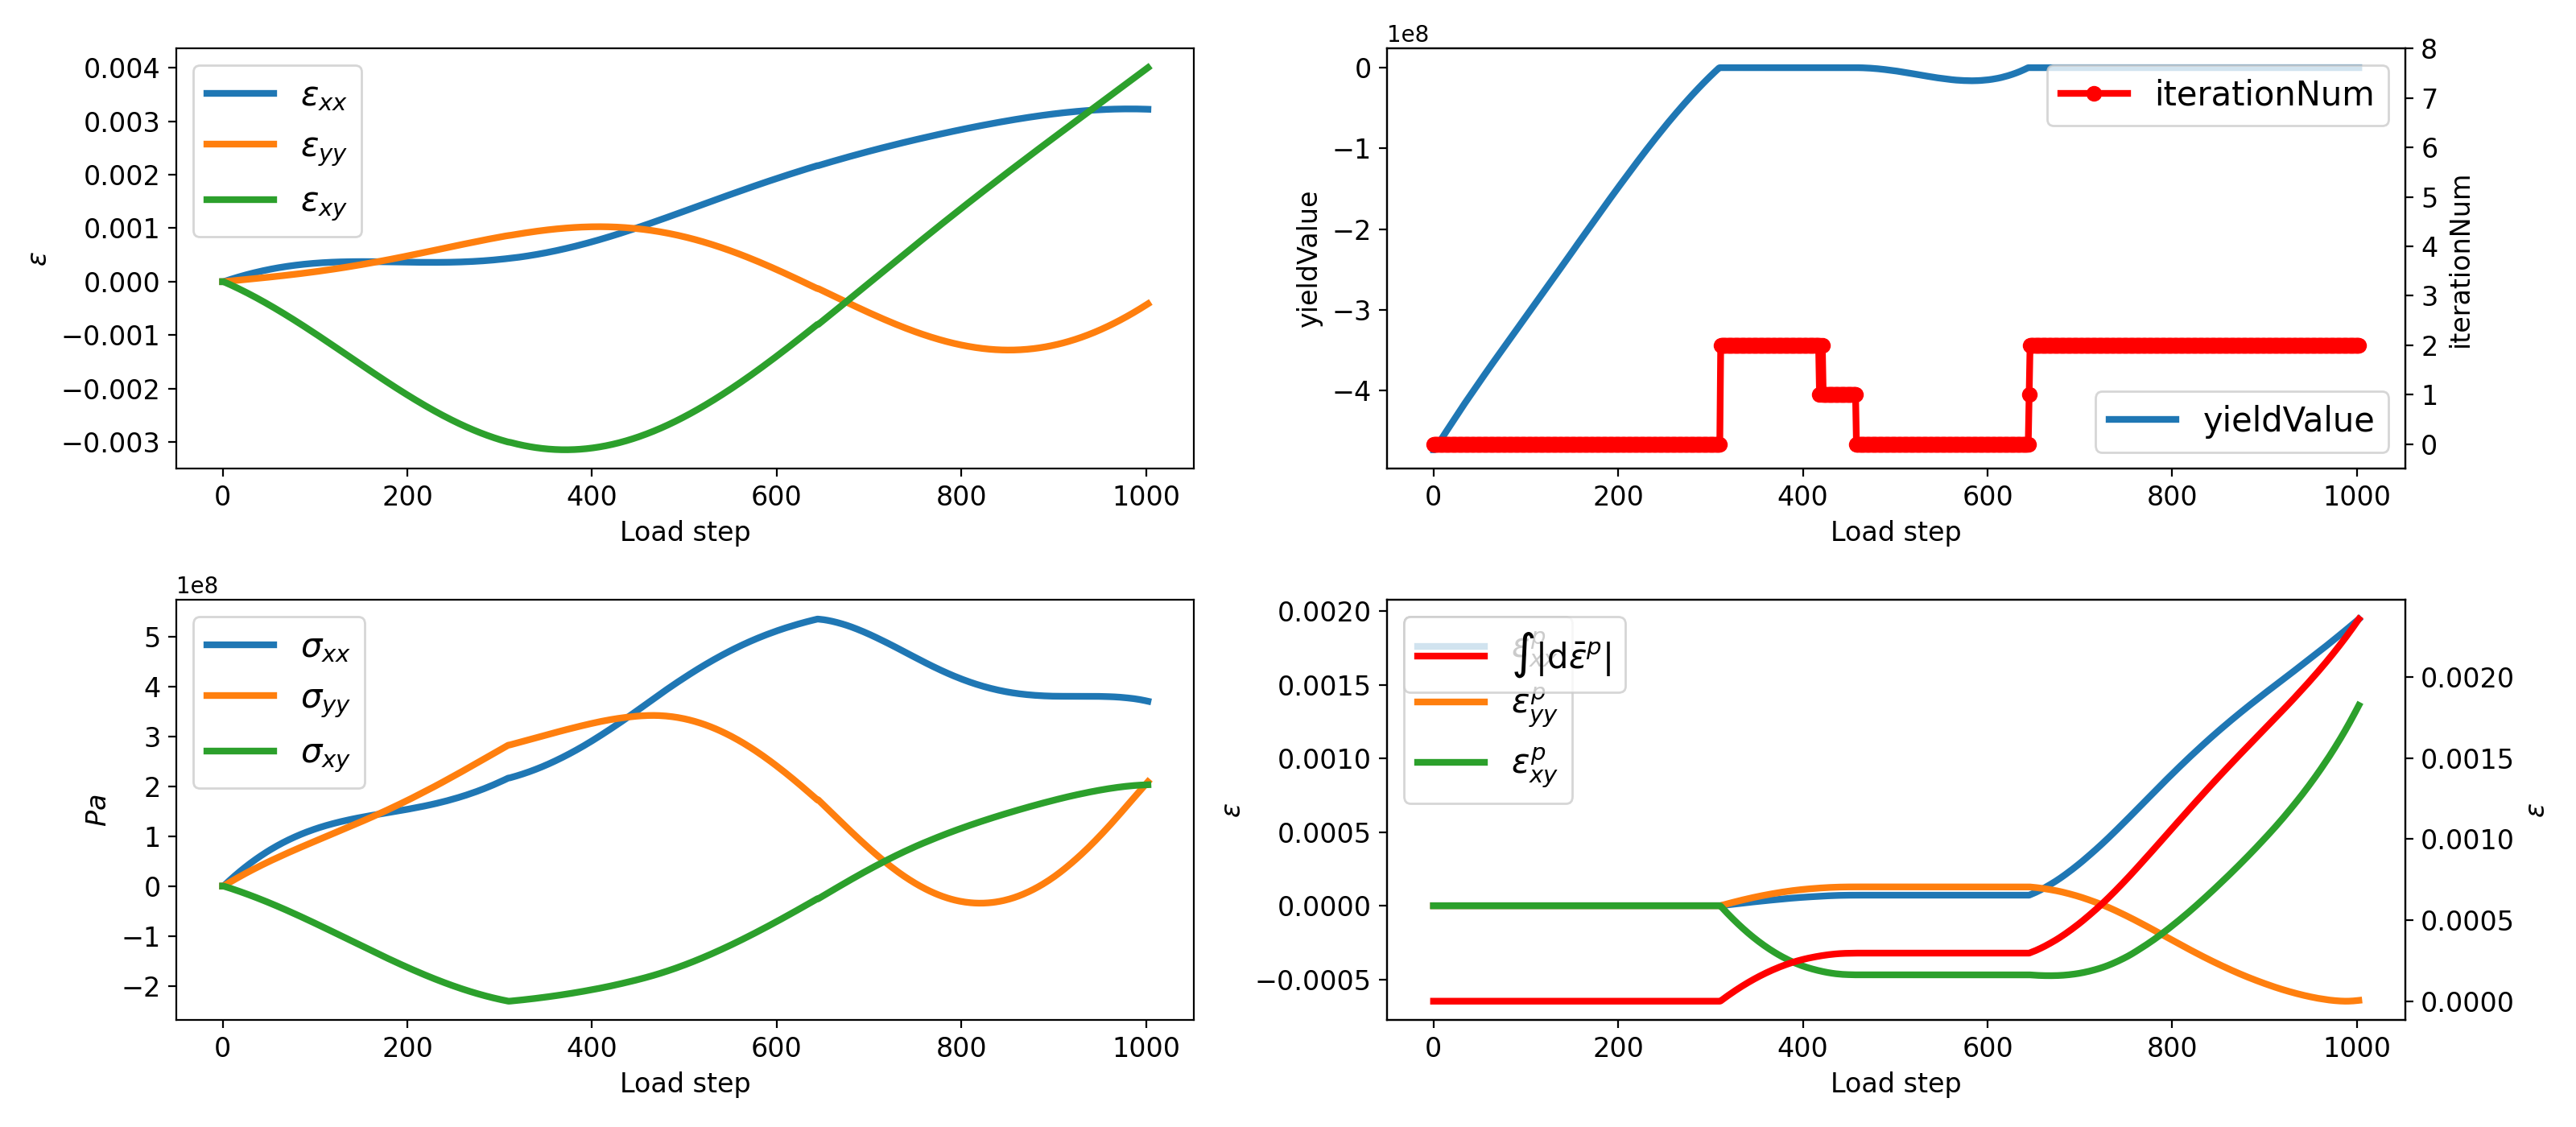 0.004
0.003
0.002
0.001
0.000
−0.001
−0.002
−0.003
ε
εxx
εyy
εxy
0 200 400 600 800 1000
Load step
1e8
0
−1
−2
−3
−4
yieldValue
iterationNum
yieldValue
8
7
6
5
4
3
2
1
0
iterationNum
0 200 400 600 800 1000
Load step
1e8
5
4
3
2
1
0
−1
−2
Pa
σxx
σyy
σxy
0 200 400 600 800 1000
Load step
0.0020
0.0015
0.0010
0.0005
0.0000
−0.0005
ε
εᵖxx
∫|dε̄ᵖ|
εᵖyy
εᵖxy
0.0020
0.0015
0.0010
0.0005
0.0000
ε
0 200 400 600 800 1000
Load step